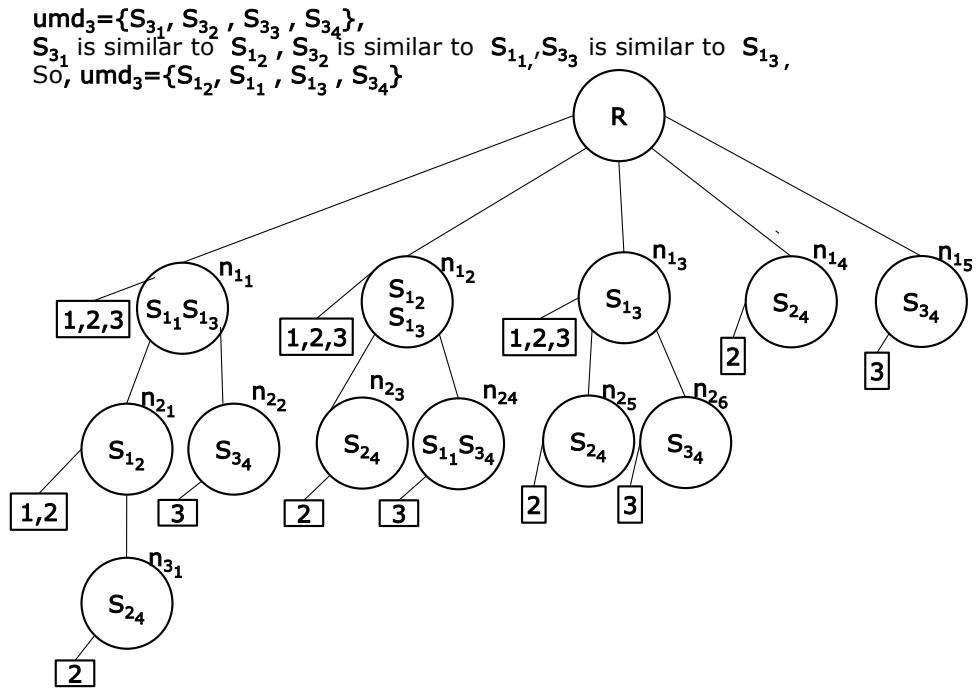 umd₃={S₃₁, S₃₂ , S₃₃ , S₃₄},
S₃₁ is similar to S₁₂ , S₃₂ is similar to S₁₁,,S₃₃ is similar to S₁₃ ,
So, umd₃={S₁₂, S₁₁ , S₁₃ , S₃₄}
R
n₁₁
S₁₁S₁₃
1,2,3
n₁₂
S₁₂
S₁₃
1,2,3
n₁₃
S₁₃
1,2,3
n₁₄
S₂₄
2
n₁₅
S₃₄
3
n₂₁
S₁₂
1,2
n₂₂
S₃₄
3
n₂₃
S₂₄
2
n₂₄
S₁₁S₃₄
3
n₂₅
S₂₄
2
n₂₆
S₃₄
3
n₃₁
S₂₄
2